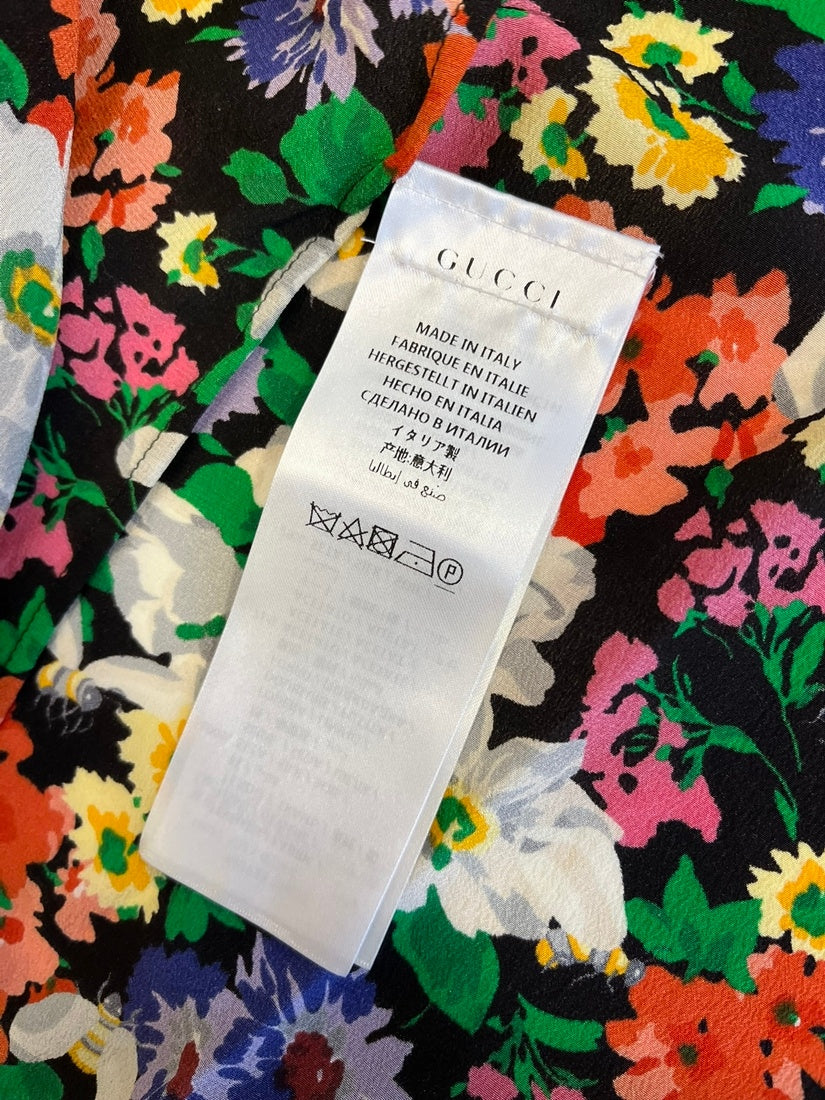 GUCCI
MADE IN ITALY
FABRIQUE EN ITALIE
HERGESTELLT IN ITALIEN
HECHO EN ITALIA
СДЕЛАНО В ИТАЛИИ
イタリア製
产地:意大利
صنع في إيطاليا
P